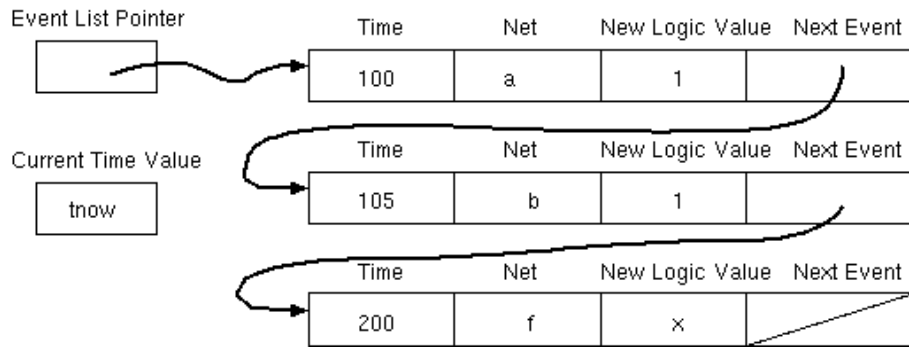 Event List Pointer
Time Net New Logic Value Next Event
100 a 1
Current Time Value
Time Net New Logic Value Next Event
tnow
105 b 1
Time Net New Logic Value Next Event
200 f x